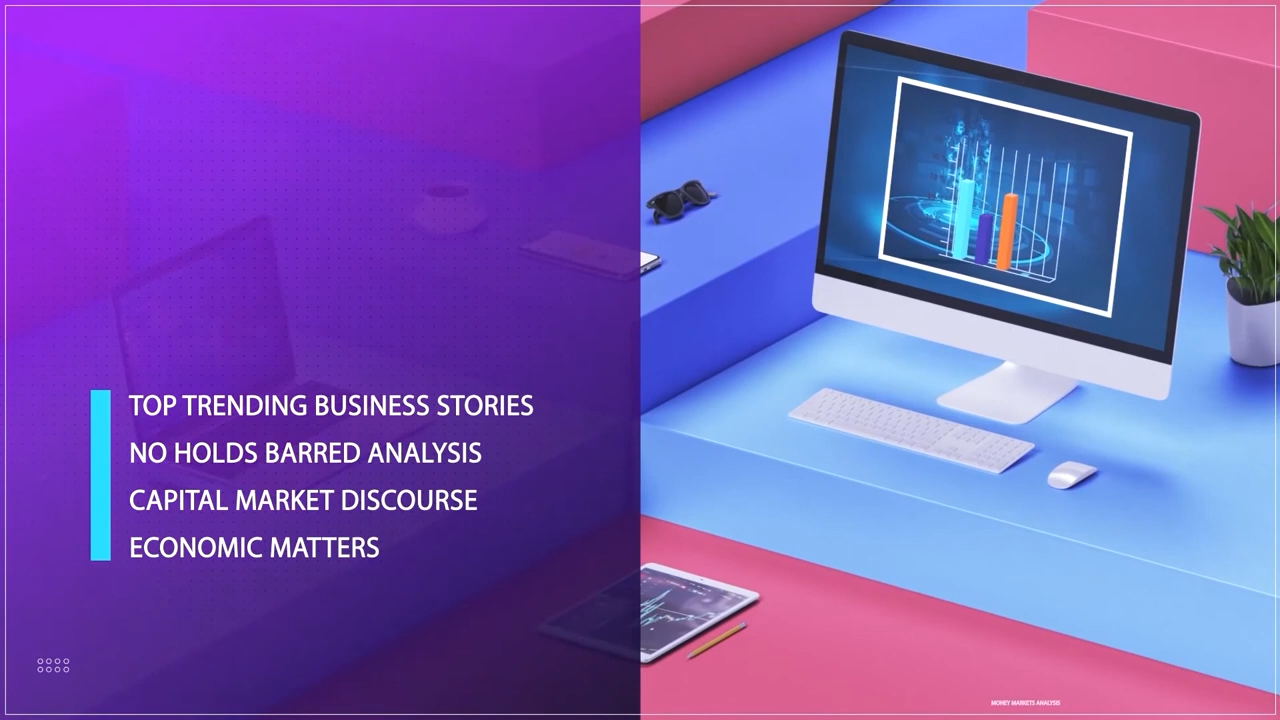 TOP TRENDING BUSINESS STORIES
NO HOLDS BARRED ANALYSIS
CAPITAL MARKET DISCOURSE
ECONOMIC MATTERS
MONEY MARKETS ANALYSIS